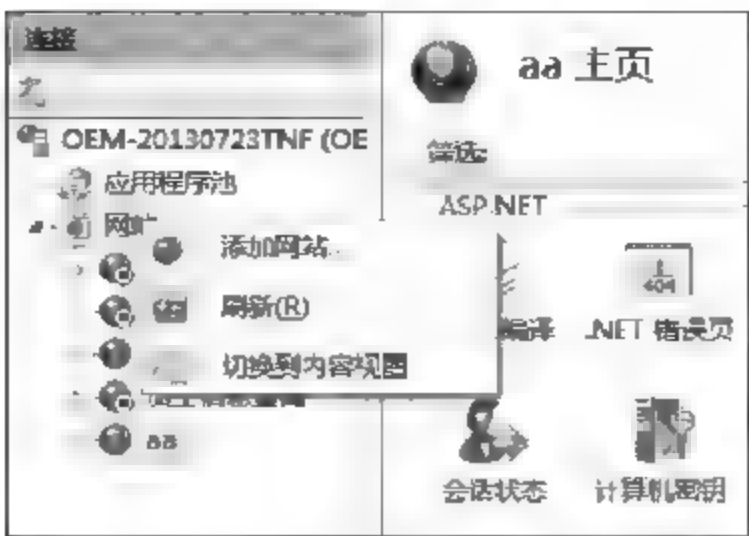 连接
OEM-20130723TNF (OE
应用程序池
添加网站...
刷新(R)
切换到内容视图
aa
aa 主页
筛选:
ASP.NET
编译
.NET 错误页
404
会话状态
计算机密钥